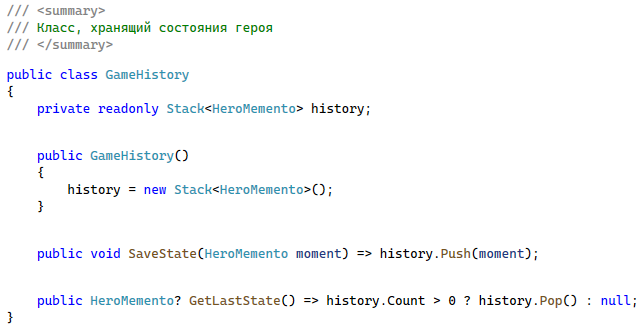 /// <summary>
/// Класс, хранящий состояния героя
/// </summary>
public class GameHistory
{
    private readonly Stack<HeroMemento> history;
    public GameHistory()
    {
        history = new Stack<HeroMemento>();
    }
    public void SaveState(HeroMemento moment) => history.Push(moment);
    public HeroMemento? GetLastState() => history.Count > 0 ? history.Pop() : null;
}